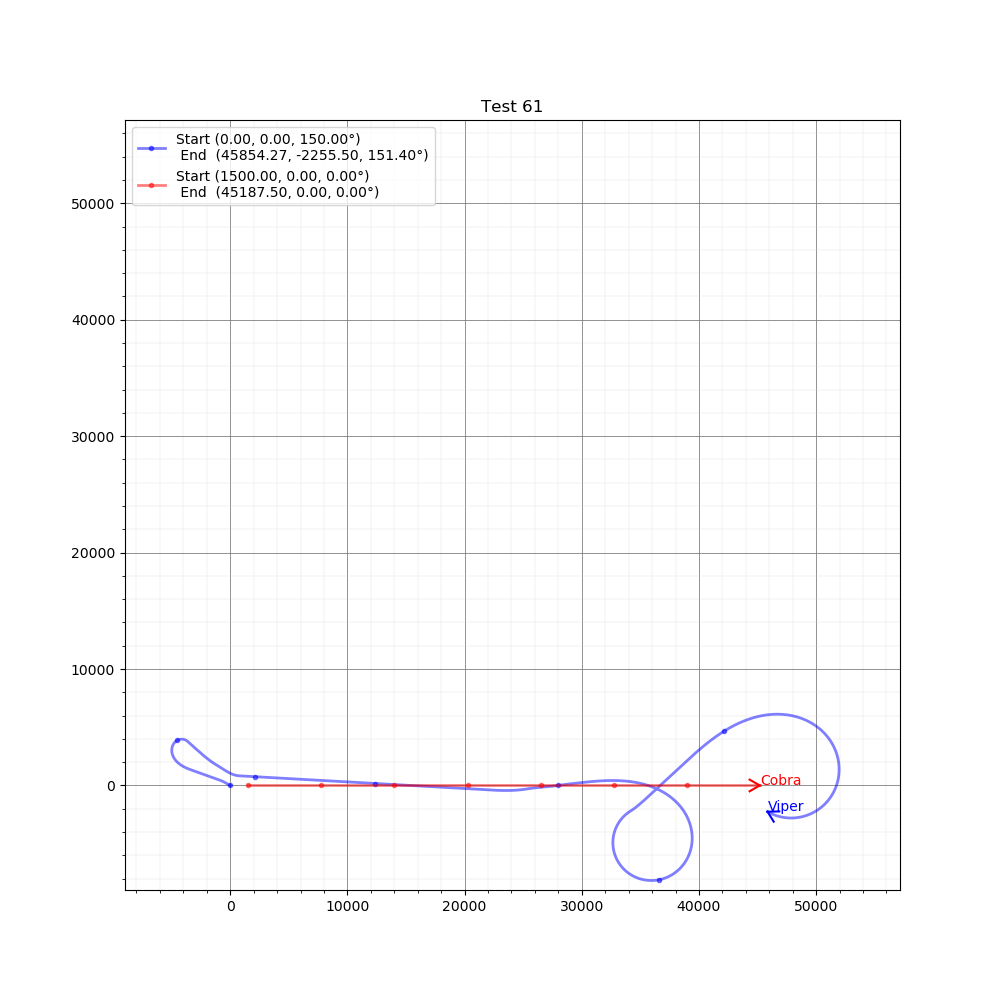 Test 61
Start (0.00, 0.00, 150.00°)
End  (45854.27, -2255.50, 151.40°)
Start (1500.00, 0.00, 0.00°)
End  (45187.50, 0.00, 0.00°)
50000
40000
30000
20000
10000
0
Cobra
Viper
0
10000
20000
30000
40000
50000